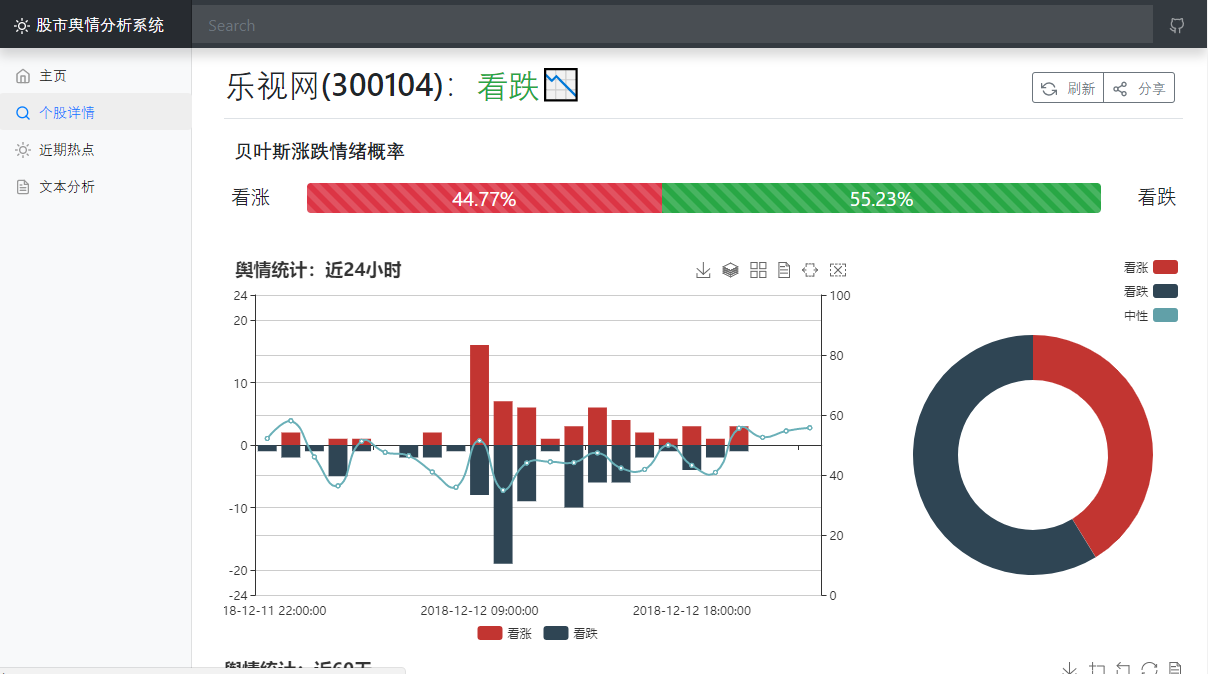 股市舆情分析系统
Search
主页
个股详情
近期热点
文本分析
乐视网(300104)： 看跌
刷新
分享
贝叶斯涨跌情绪概率
看涨
44.77%
55.23%
看跌
舆情统计：近24小时
看涨
看跌
中性
24
20
10
0
-10
-20
-24
100
80
60
40
20
0
18-12-11 22:00:00
2018-12-12 09:00:00
2018-12-12 18:00:00
看涨
看跌
舆情统计：近60天